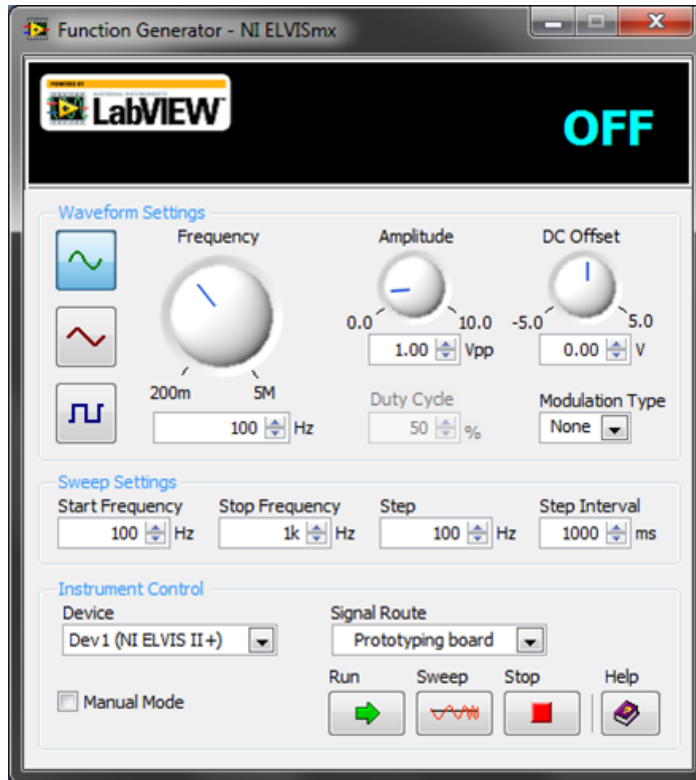 Function Generator - NI ELVISmx
POWERED BY
LabVIEW
OFF
Waveform Settings
Frequency
Amplitude
DC Offset
0.0
10.0
-5.0
5.0
1.00 Vpp
0.00 V
200m
5M
Duty Cycle
Modulation Type
100 Hz
50 %
None
Sweep Settings
Start Frequency
Stop Frequency
Step
Step Interval
100 Hz
1k Hz
100 Hz
1000 ms
Instrument Control
Device
Signal Route
Dev1 (NI ELVIS II+)
Prototyping board
Run
Sweep
Stop
Help
Manual Mode